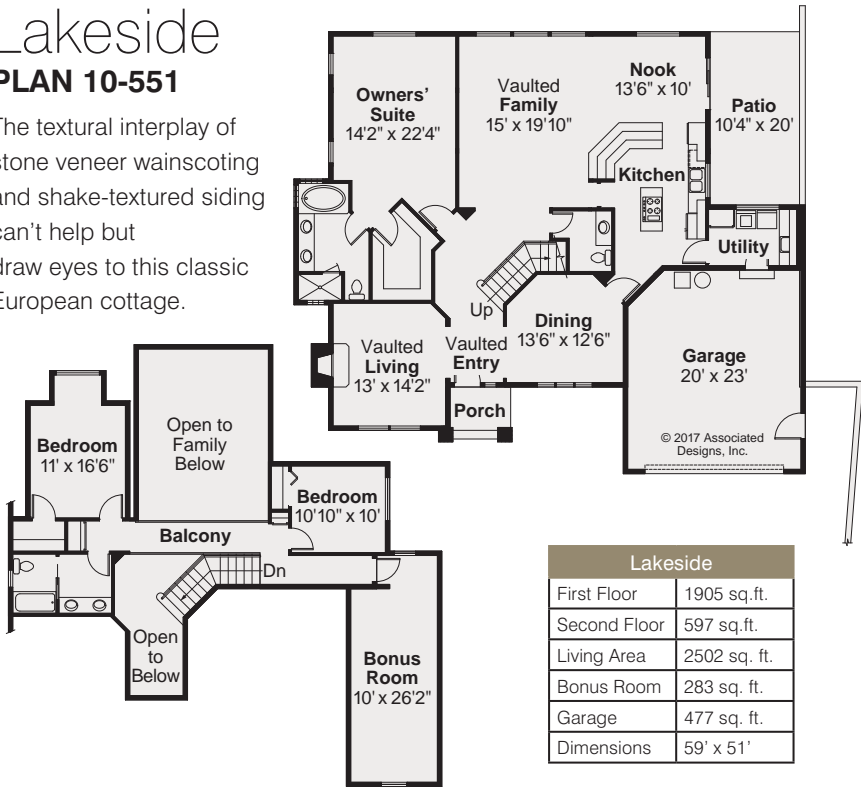 Lakeside
PLAN 10-551
The textural interplay of
stone veneer wainscoting
and shake-textured siding
can't help but
draw eyes to this classic
European cottage.
Owners'
Suite
14'2" x 22'4"
Vaulted
Family
15' x 19'10"
Nook
13'6" x 10'
Patio
10'4" x 20'
Kitchen
Utility
Up
Vaulted
Living
13' x 14'2"
Vaulted
Entry
Dining
13'6" x 12'6"
Garage
20' x 23'
Porch
© 2017 Associated
Designs, Inc.
Bedroom
11' x 16'6"
Open to
Family
Below
Bedroom
10'10" x 10'
Balcony
Dn
Open
to
Below
Bonus
Room
10' x 26'2"
Lakeside
First Floor 1905 sq.ft.
Second Floor 597 sq.ft.
Living Area 2502 sq. ft.
Bonus Room 283 sq. ft.
Garage 477 sq. ft.
Dimensions 59' x 51'